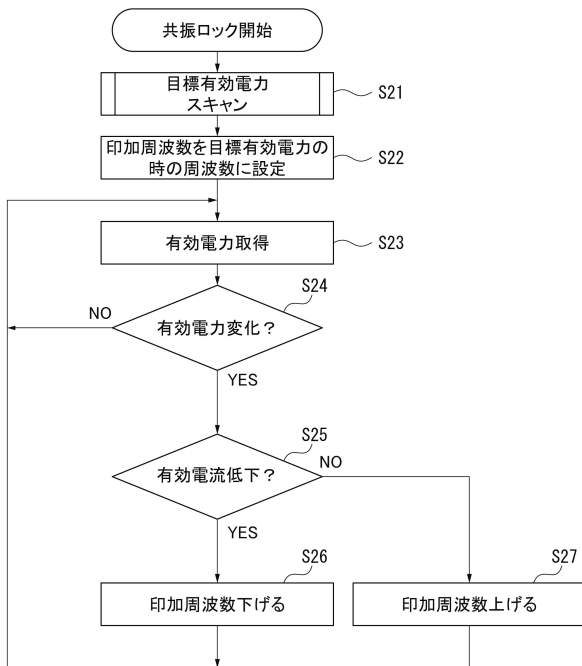 共振ロック開始
目標有効電力
スキャン
S21
印加周波数を目標有効電力の
時の周波数に設定
S22
有効電力取得
S23
S24
有効電力変化？
NO
YES
S25
有効電流低下？
NO
YES
S26
印加周波数下げる
S27
印加周波数上げる